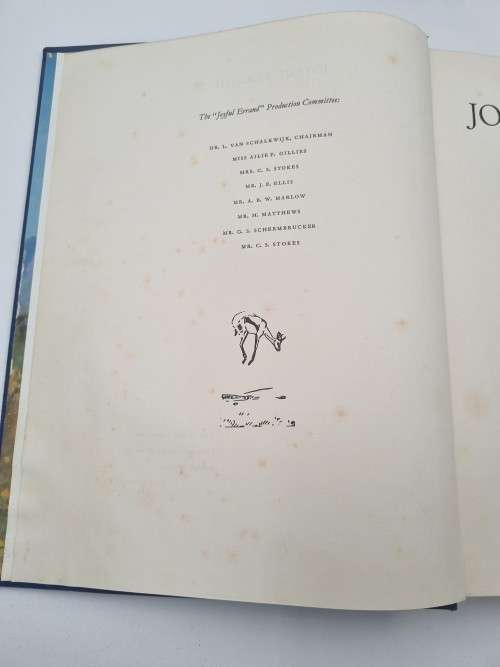 The "Joyful Errand" Production Committee:
DR. L. VAN SCHALKWIJK, CHAIRMAN
MISS AILIE P. GILLIES
MRS. C. S. STOKES
MR. J. E. ELLIS
MR. A. B. W. MARLOW
MR. H. MATTHEWS
MR. G. S. SCHERMBRUCKER
MR. C. S. STOKES
JO